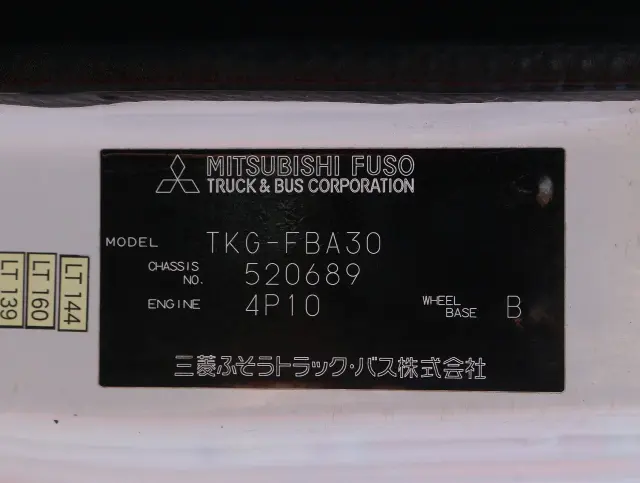 MITSUBISHI FUSO
TRUCK & BUS CORPORATION
MODEL TKG-FBA30
CHASSIS NO. 520689
ENGINE 4P10 WHEEL BASE B
三菱ふそうトラック・バス株式会社
LT 139
LT 160
LT 144